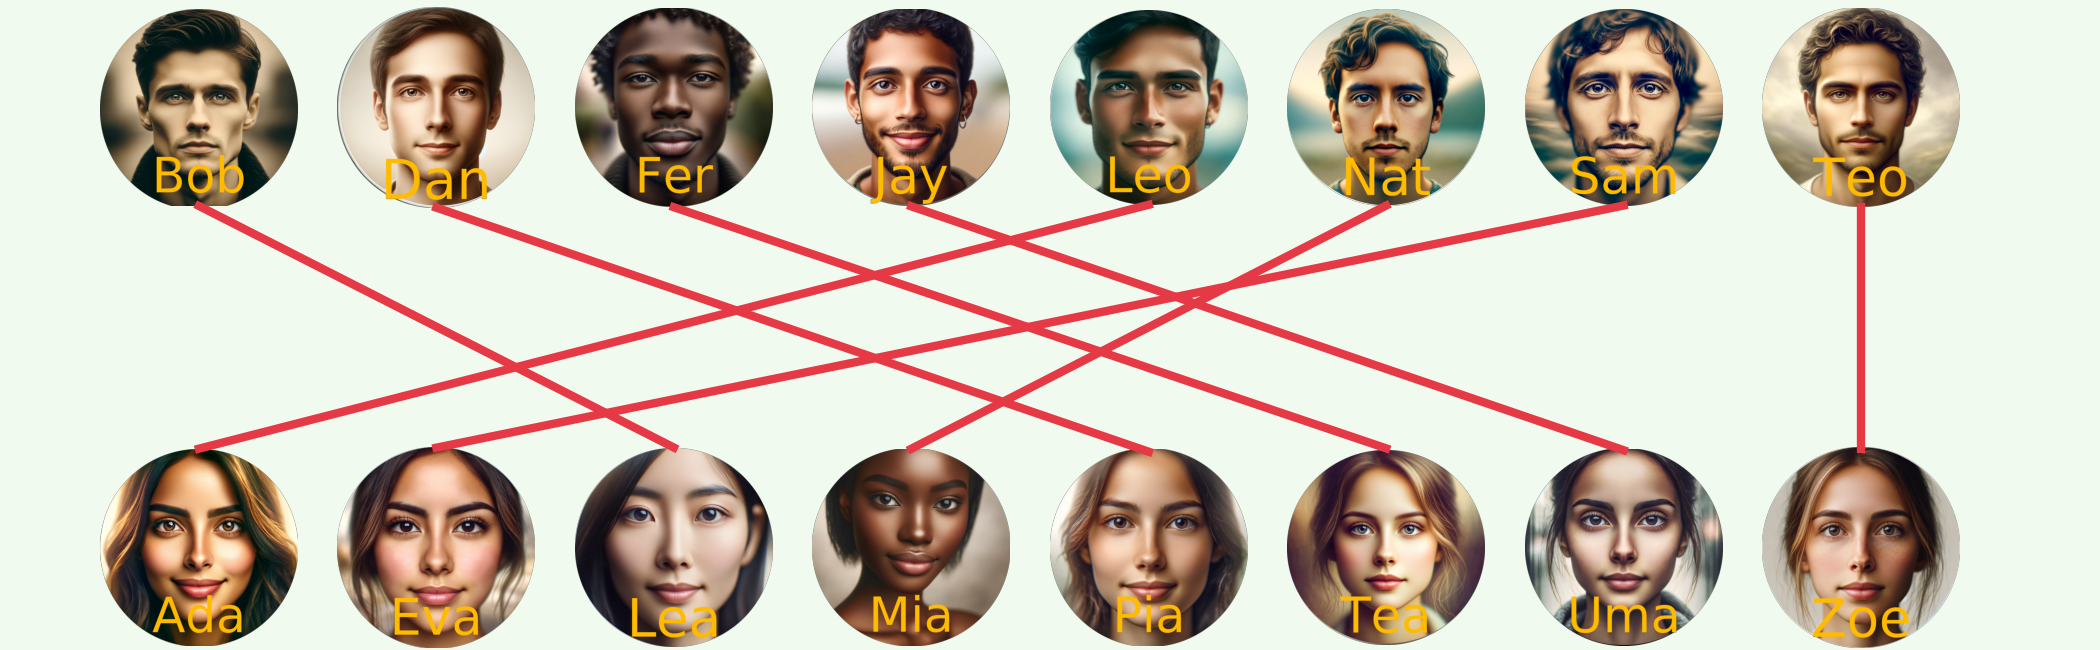 Bob Dan Fer Jay Leo Nat Sam Teo
Ada Eva Lea Mia Pia Tea Uma Zoe